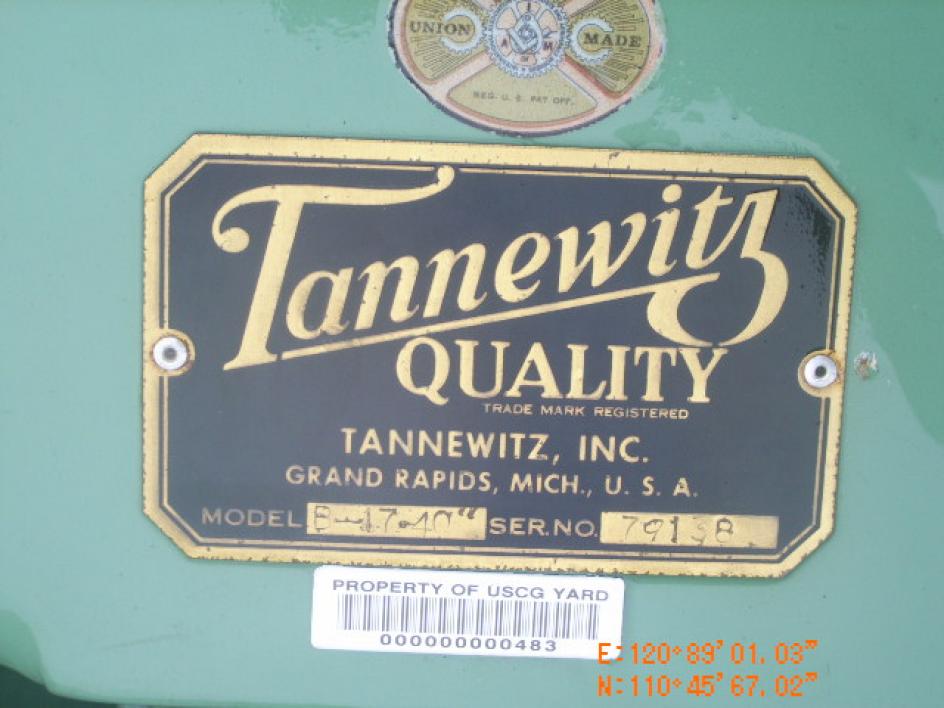 UNION MADE
REG. U. S. PAT OFF.
Tannewitz
QUALITY
TRADE MARK REGISTERED
TANNEWITZ, INC.
GRAND RAPIDS, MICH., U. S. A.
MODEL SER.NO.
PROPERTY OF USCG YARD
000000000483
E:120°89'01.03"
N:110°45'67.02"